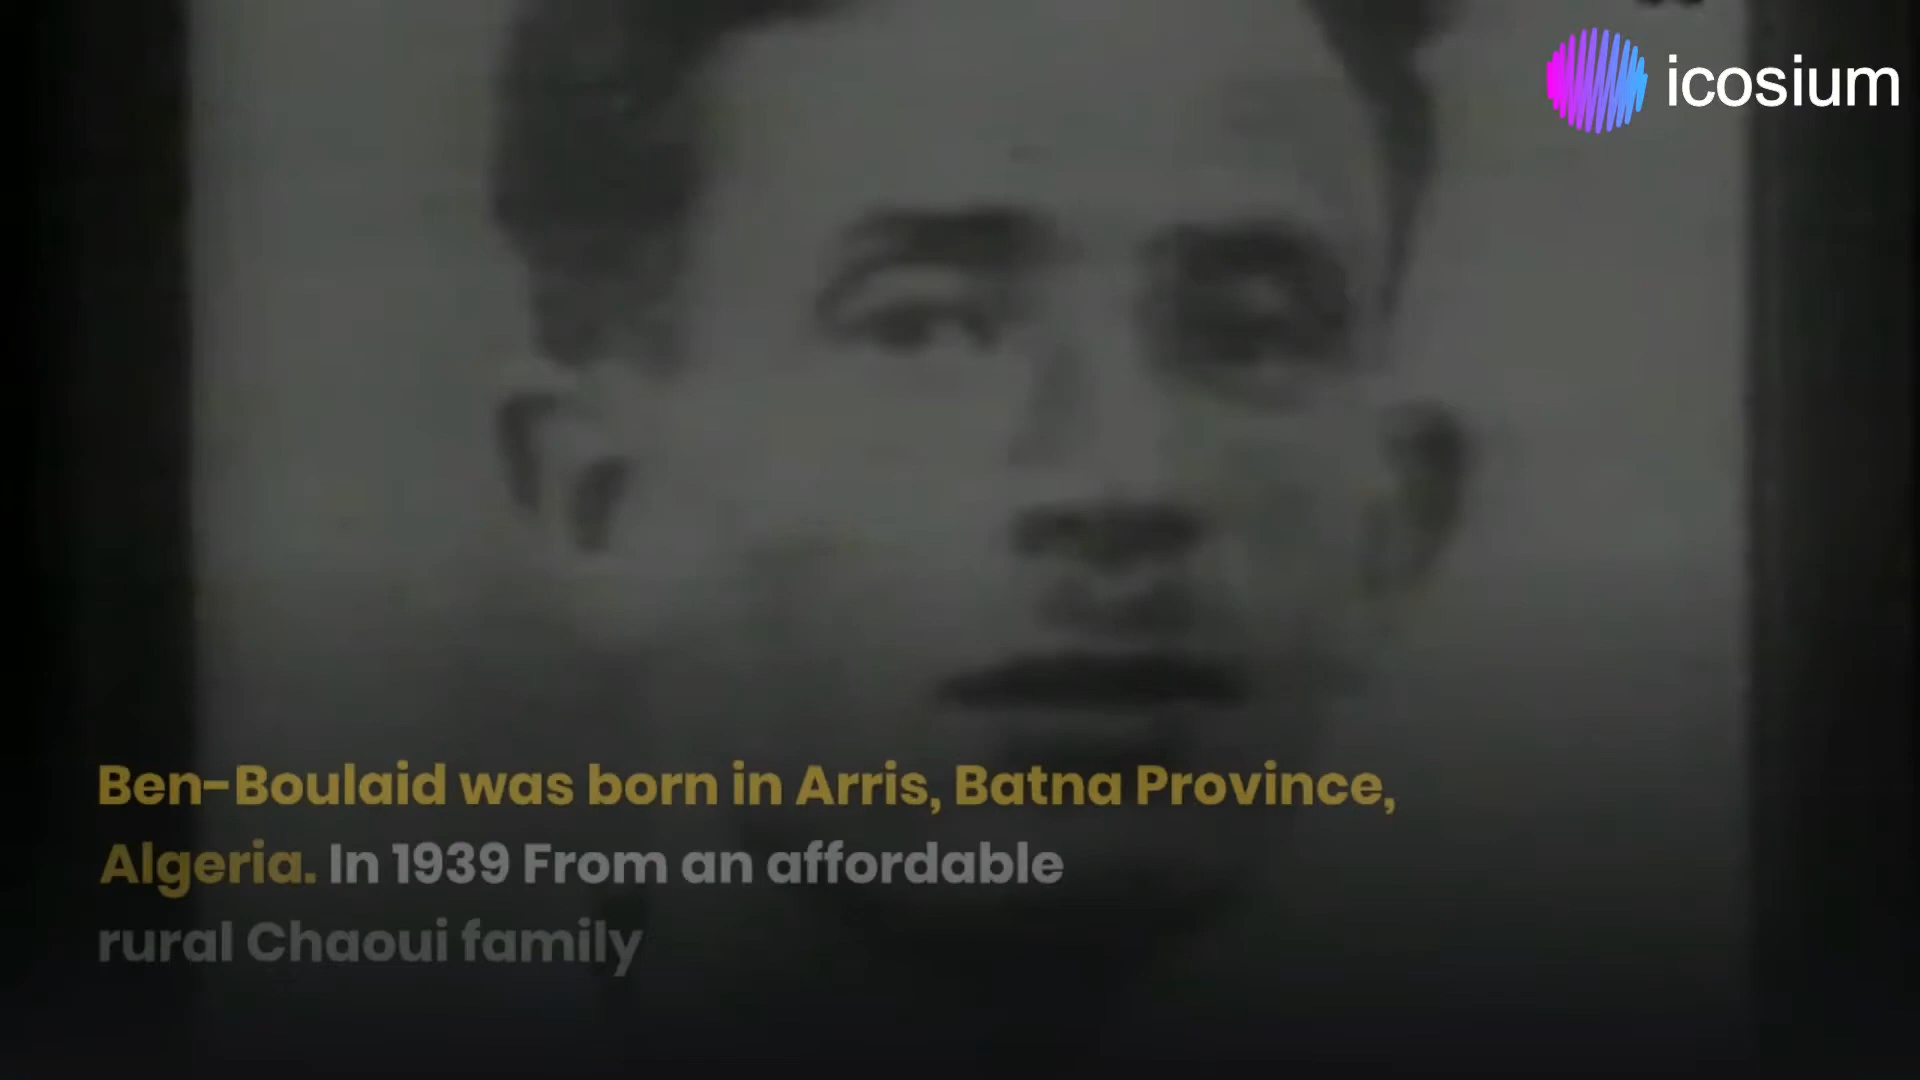 icosium
Ben-Boulaid was born in Arris, Batna Province,
Algeria. In 1939 From an affordable
rural Chaoui family